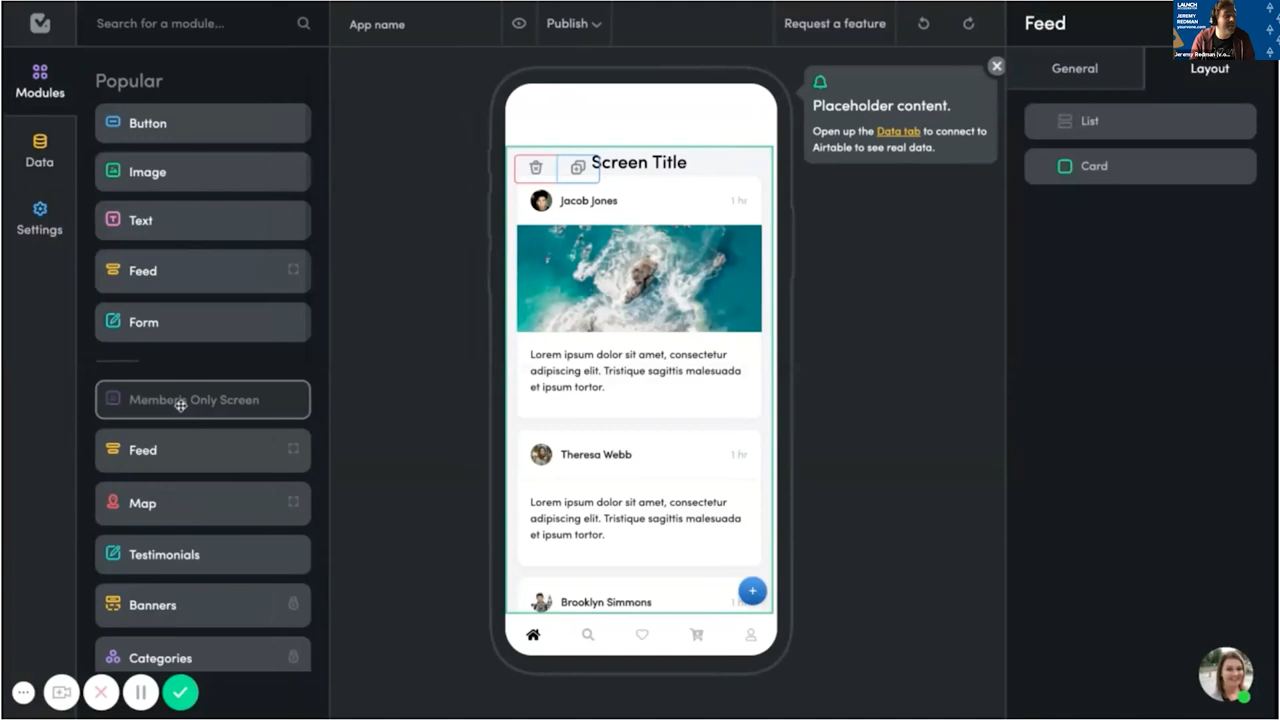 Search for a module...
App name
Publish
Request a feature
Feed
LAUNCH
JEREMY
REDMAN
Modules
Data
Settings
Popular
Button
Image
Text
Feed
Form
Members Only Screen
Feed
Map
Testimonials
Banners
Categories
Screen Title
Jacob Jones 1 hr
Lorem ipsum dolor sit amet, consectetur
adipiscing elit. Tristique sagittis malesuada
et ipsum tortor.
Theresa Webb 1 hr
Lorem ipsum dolor sit amet, consectetur
adipiscing elit. Tristique sagittis malesuada
et ipsum tortor.
Brooklyn Simmons
Placeholder content.
Open up the Data tab to connect to
Airtable to see real data.
General
Layout
List
Card